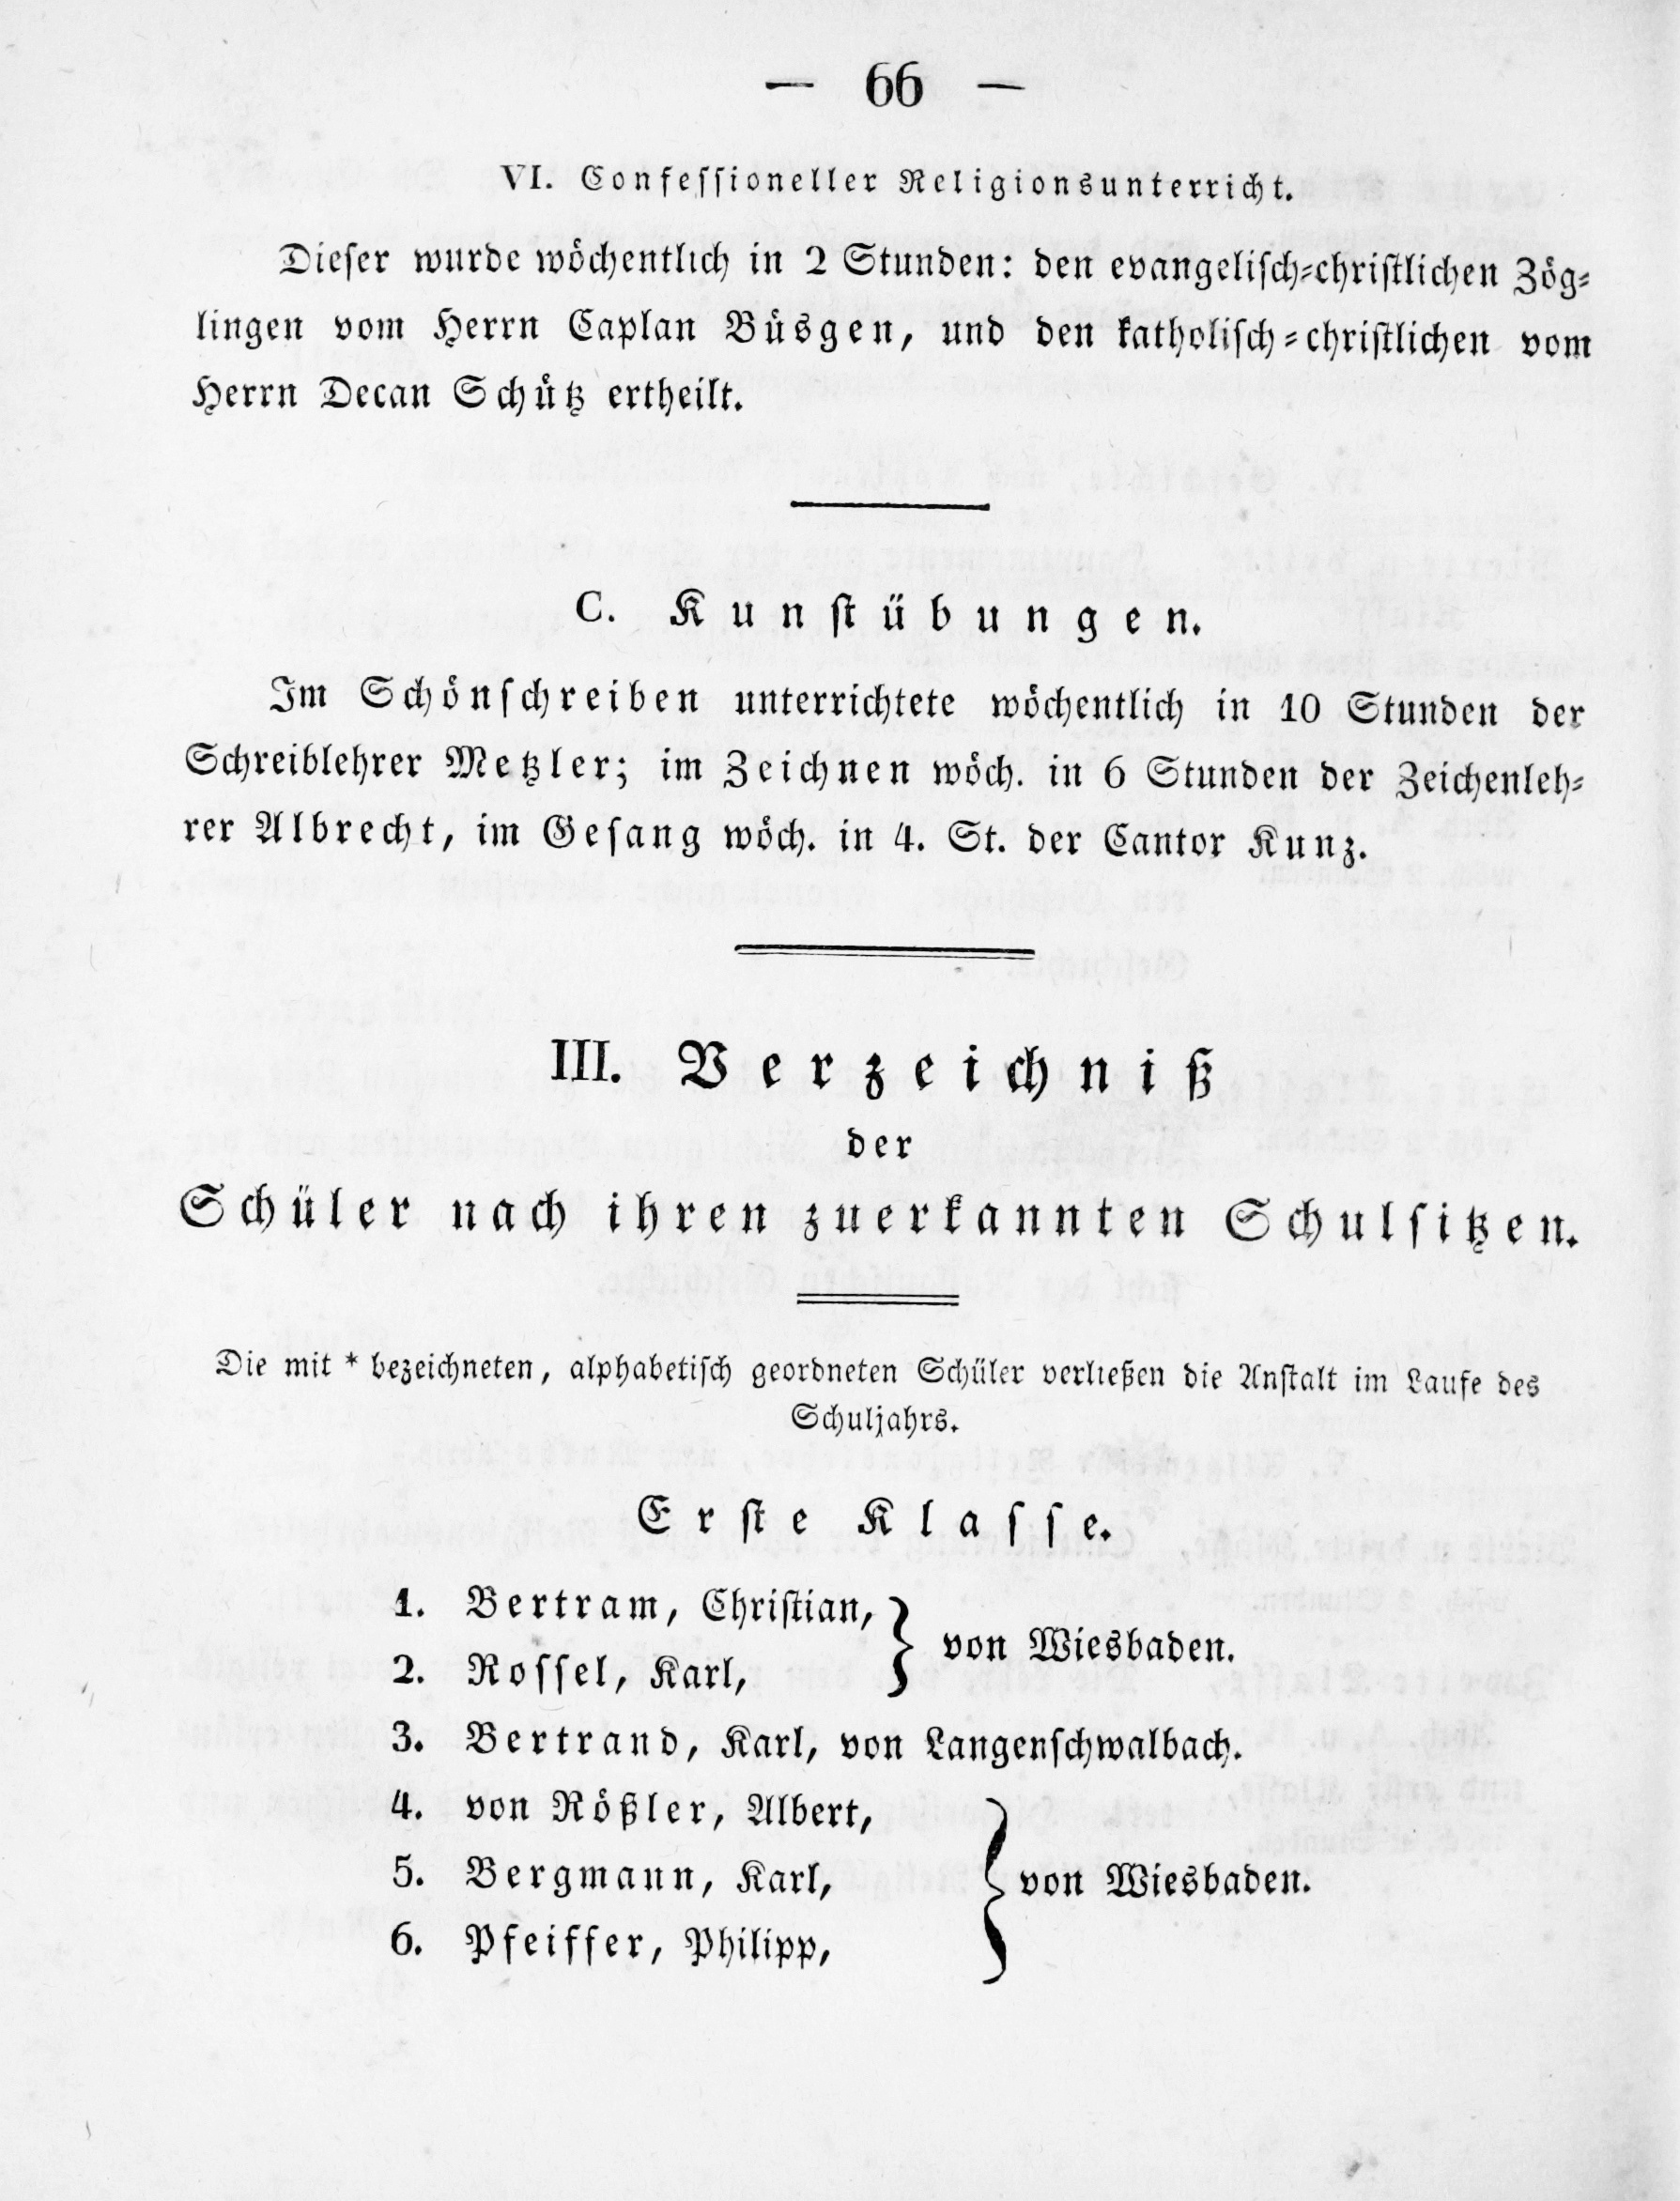 — 66 —
VI. Confessioneller Religionsunterricht.
Dieser wurde wöchentlich in 2 Stunden: den evangelisch-christlichen Zög-
lingen vom Herrn Caplan Büsgen, und den katholisch-christlichen vom
Herrn Decan Schütz ertheilt.
C. Kunstübungen.
Im Schönschreiben unterrichtete wöchentlich in 10 Stunden der
Schreiblehrer Metzler; im Zeichnen wöch. in 6 Stunden der Zeichenleh-
rer Albrecht, im Gesang wöch. in 4. St. der Cantor Kunz.
III. Verzeichniß
der
Schüler nach ihren zuerkannten Schulsitzen.
Die mit * bezeichneten, alphabetisch geordneten Schüler verließen die Anstalt im Laufe des
Schuljahrs.
Erste Klasse.
1. Bertram, Christian,
2. Rossel, Karl,
} von Wiesbaden.
3. Bertrand, Karl, von Langenschwalbach.
4. von Rößler, Albert,
5. Bergmann, Karl,
6. Pfeiffer, Philipp,
} von Wiesbaden.